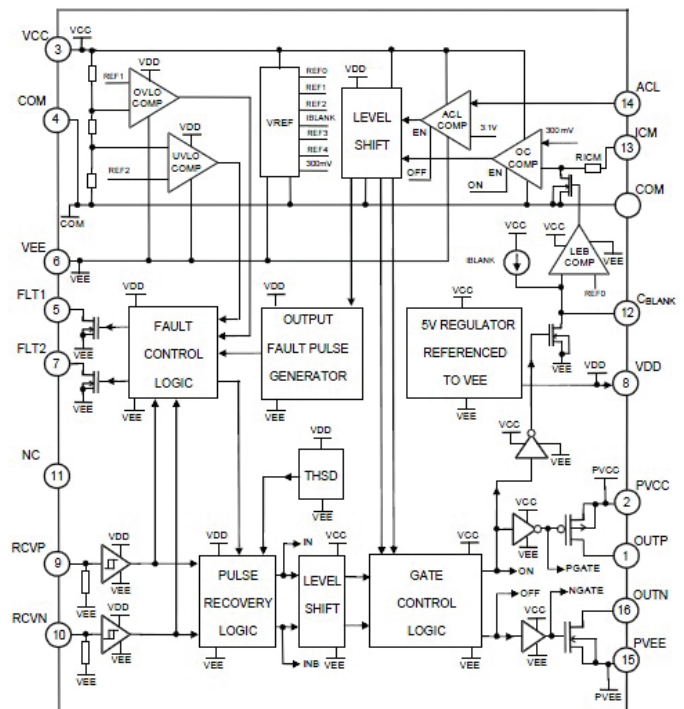 VCC
VCC
3
VDD
REF1
OVLO
COMP
COM
4
VDD
UVLO
COMP
REF2
COM
VREF
REF0
REF1
REF2
IBLANK
REF3
REF4
300mV
VDD
LEVEL
SHIFT
EN
ACL
COMP
3.1V
OFF
ACL
14
300 mV
OC
COMP
EN
ON
ICM
13
RICM
COM
VEE
6
VEE
VCC
IBLANK
VCC
LEB
COMP
VEE
REF0
CBLANK
12
VEE
FLT1
5
VEE
FLT2
7
VEE
VDD
FAULT
CONTROL
LOGIC
VEE
VDD
OUTPUT
FAULT PULSE
GENERATOR
VEE
VCC
5V REGULATOR
REFERENCED
TO VEE
VEE
VDD
VDD
8
VCC
VEE
NC
11
VDD
THSD
VEE
PVCC
PVCC
2
VCC
VEE
PGATE
OUTP
1
RCVP
9
VDD
VEE
VEE
RCVN
10
VDD
VEE
VEE
VDD
PULSE
RECOVERY
LOGIC
VEE
IN
INB
VCC
LEVEL
SHIFT
VEE
VCC
GATE
CONTROL
LOGIC
VEE
ON
OFF
NGATE
VCC
VEE
OUTN
16
PVEE
15
PVEE